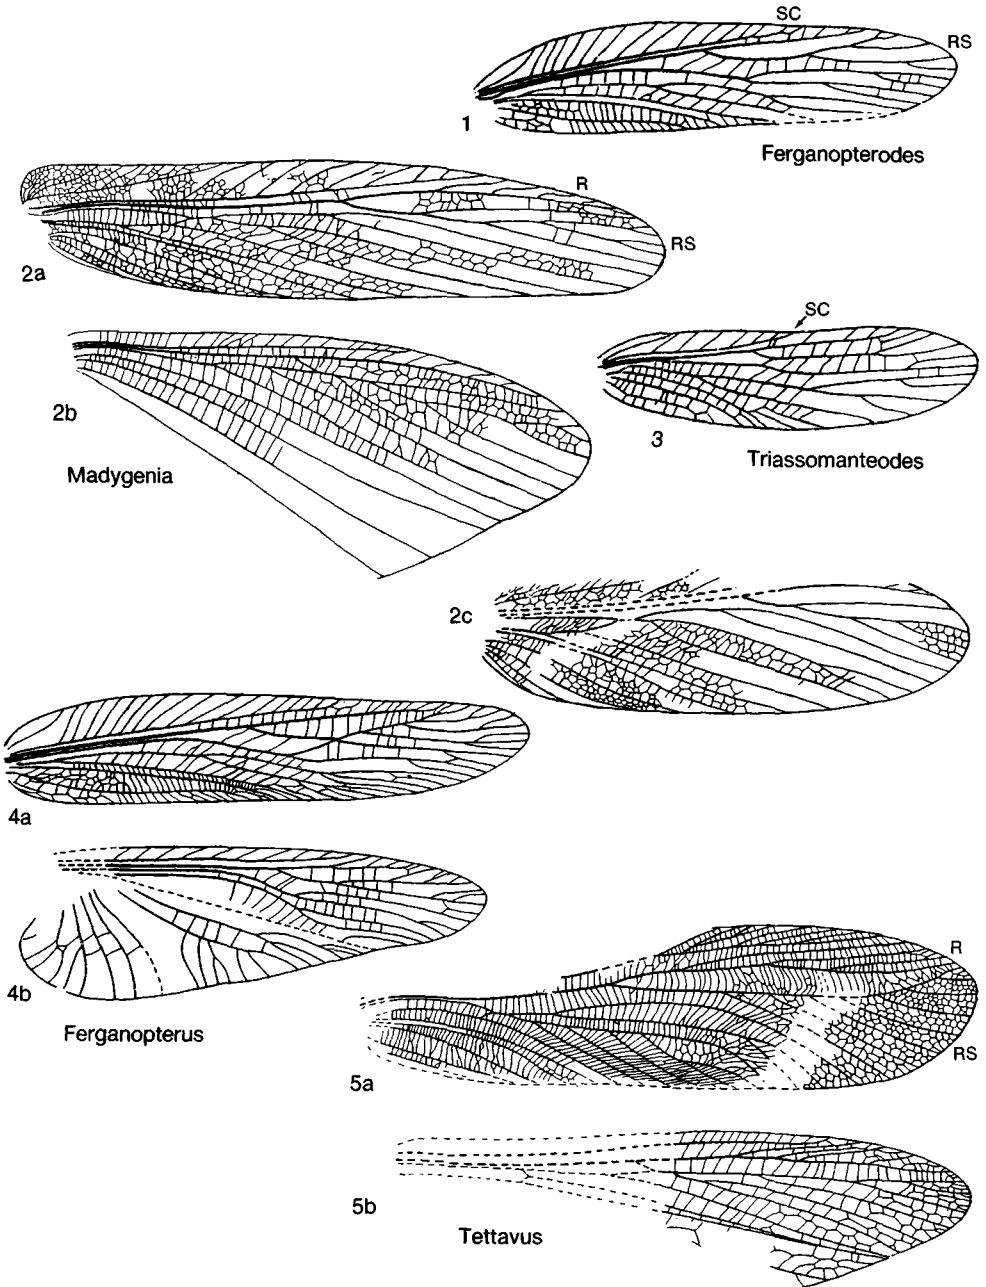 SC
RS
1
Ferganopterodes
R
RS
2a
SC
2b
3
Madygenia
Triassomanteodes
2c
4a
4b
R
Ferganopterus
RS
5a
5b
Tettavus